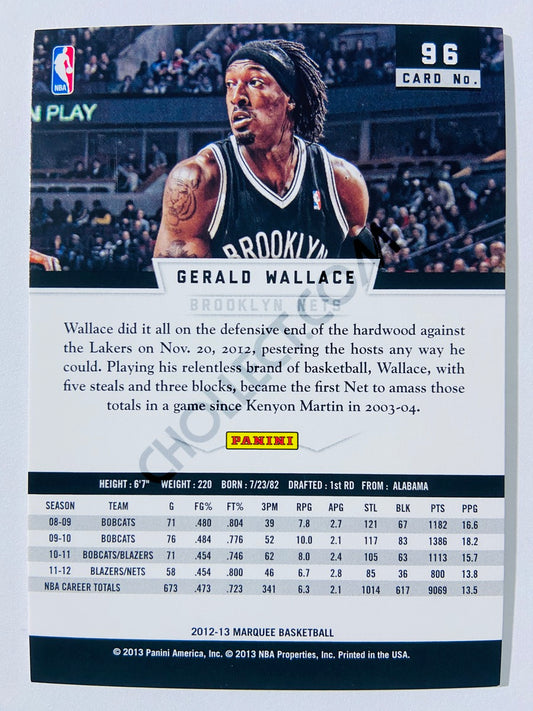 96
CARD No.
NBA
N PLAY
BROOKLYN
GERALD WALLACE
BROOKLYN NETS
Wallace did it all on the defensive end of the hardwood against
the Lakers on Nov. 20, 2012, pestering the hosts any way he
could. Playing his relentless brand of basketball, Wallace, with
five steals and three blocks, became the first Net to amass those
totals in a game since Kenyon Martin in 2003-04.
PANINI
HEIGHT : 6'7" WEIGHT : 220 BORN : 7/23/82 DRAFTED : 1st RD FROM : ALABAMA
SEASON TEAM G FG% FT% 3PM RPG APG STL BLK PTS PPG
08-09 BOBCATS 71 .480 .804 39 7.8 2.7 121 67 1182 16.6
09-10 BOBCATS 76 .484 .776 52 10.0 2.1 117 83 1386 18.2
10-11 BOBCATS/BLAZERS 71 .454 .746 62 8.0 2.4 105 63 1113 15.7
11-12 BLAZERS/NETS 58 .454 .800 46 6.7 2.8 85 36 800 13.8
NBA CAREER TOTALS 673 .473 .723 341 6.3 2.1 1014 617 9069 13.5
2012-13 MARQUEE BASKETBALL
© 2013 Panini America, Inc. © 2013 NBA Properties, Inc. Printed in the USA.
CHOLLECT.COM